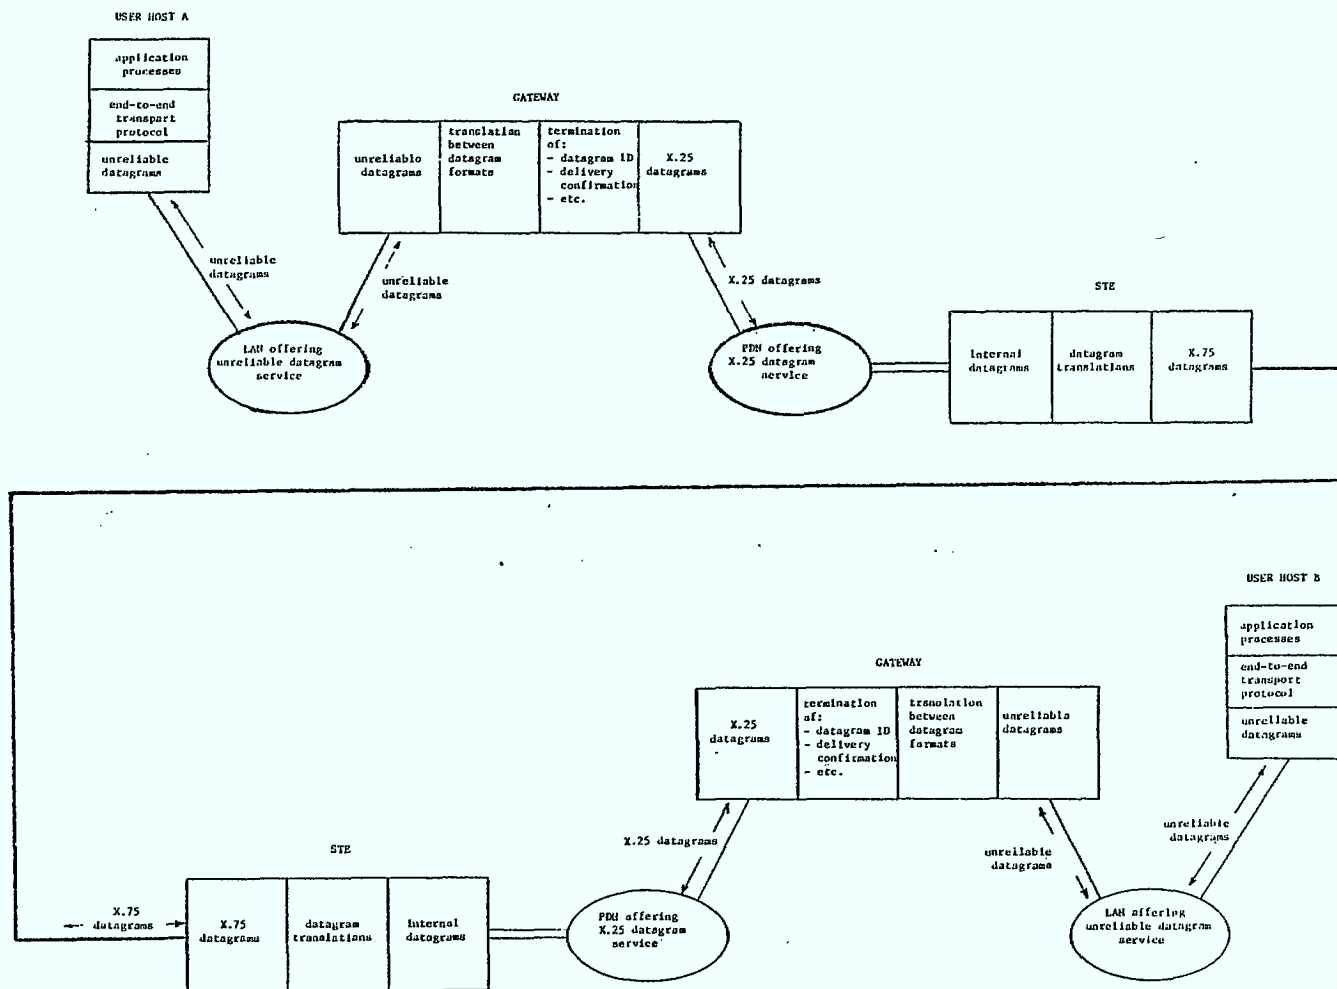 USER HOST A
application
processes
end-to-end
transport
protocol
unreliable
datagrams
unreliable
datagrams
GATEWAY
unreliable
datagrams
translation
between
datagram
formats
termination
of:
- datagram ID
- delivery
confirmation
- etc.
X.25
datagrams
unreliable
datagrams
X.25 datagrams
LAN offering
unreliable datagram
service
PDN offering
X.25 datagram
service
STE
internal
datagrams
datagram
translations
X.75
datagrams
USER HOST B
application
processes
end-to-end
transport
protocol
unreliable
datagrams
GATEWAY
X.25
datagrams
termination
of:
- datagram ID
- delivery
confirmation
- etc.
translation
between
datagram
formats
unreliable
datagrams
X.25 datagrams
unreliable
datagrams
unreliable
datagrams
STE
X.75
datagrams
X.75
datagrams
datagram
translations
internal
datagrams
PDN offering
X.25 datagram
service
LAN offering
unreliable datagram
service